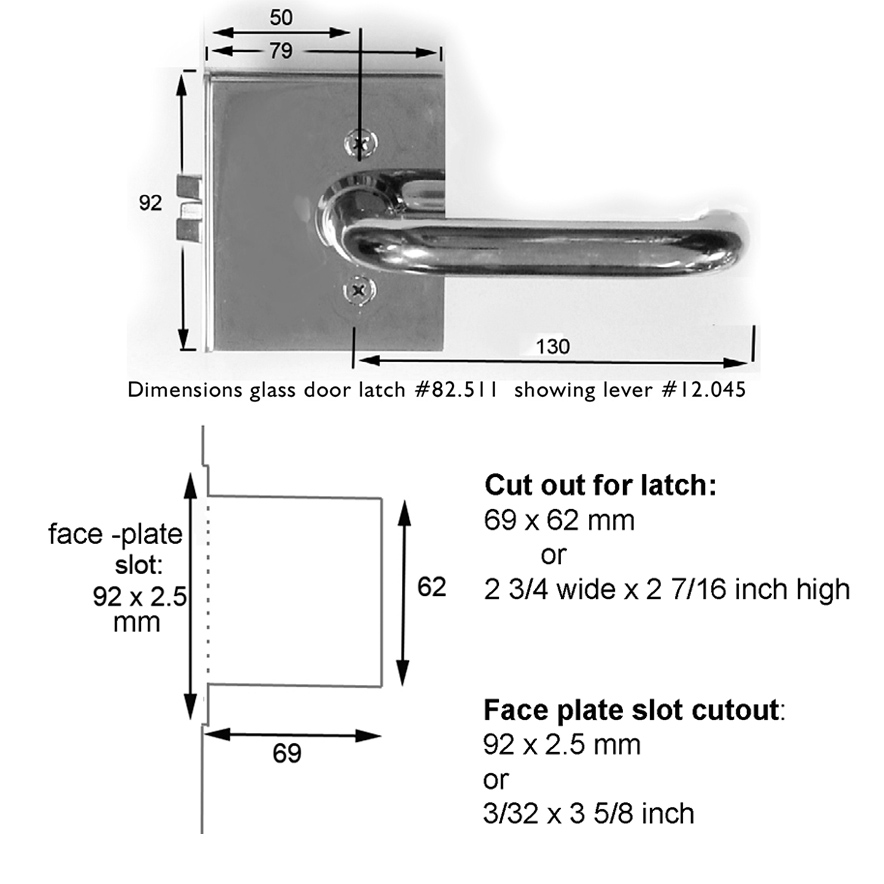 50
79
92
130
Dimensions glass door latch #82.511 showing lever #12.045
face -plate
slot:
92 x 2.5
mm
62
69
Cut out for latch:
69 x 62 mm
or
2 3/4 wide x 2 7/16 inch high
Face plate slot cutout:
92 x 2.5 mm
or
3/32 x 3 5/8 inch